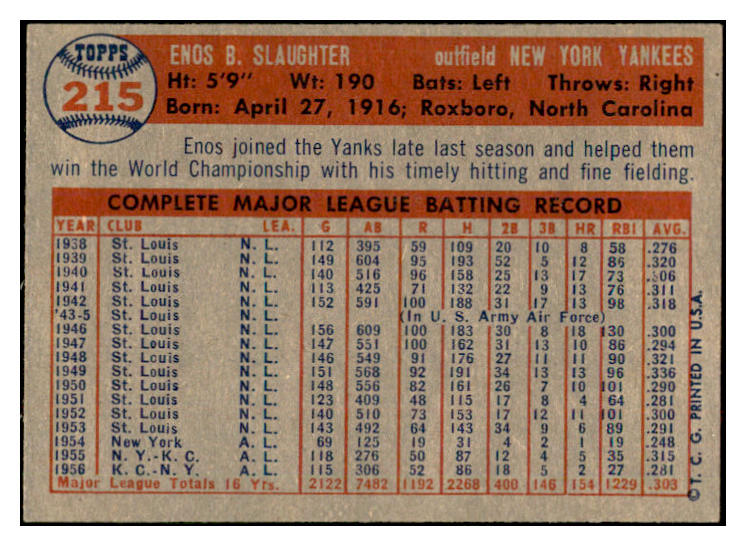 TOPPS
215
ENOS B. SLAUGHTER outfield NEW YORK YANKEES
Ht: 5'9" Wt: 190 Bats: Left Throws: Right
Born: April 27, 1916; Roxboro, North Carolina
Enos joined the Yanks late last season and helped them
win the World Championship with his timely hitting and fine fielding.
COMPLETE MAJOR LEAGUE BATTING RECORD
YEAR CLUB LEA. G AB R H 2B 3B HR RBI AVG.
1938 St. Louis N. L. 112 395 59 109 20 10 8 58 .276
1939 St. Louis N. L. 149 604 95 193 52 5 12 86 .320
1940 St. Louis N. L. 140 516 96 158 25 13 17 73 .306
1941 St. Louis N. L. 113 425 71 132 22 9 13 76 .311
1942 St. Louis N. L. 152 591 100 188 31 17 13 98 .318
'43-5 St. Louis N. L. (In U. S. Army Air Force)
1946 St. Louis N. L. 156 609 100 183 30 8 18 130 .300
1947 St. Louis N. L. 147 551 100 162 31 13 10 86 .294
1948 St. Louis N. L. 146 549 91 176 27 11 11 90 .321
1949 St. Louis N. L. 151 568 92 191 34 13 13 96 .336
1950 St. Louis N. L. 148 556 82 161 26 7 10 101 .290
1951 St. Louis N. L. 123 409 48 115 17 8 4 64 .281
1952 St. Louis N. L. 140 510 73 153 17 12 11 101 .300
1953 St. Louis N. L. 143 492 64 143 34 9 6 89 .291
1954 New York A. L. 69 125 19 31 4 2 1 19 .248
1955 N. Y.-K. C. A. L. 118 276 50 87 12 4 5 35 .315
1956 K. C.-N. Y. A. L. 115 306 52 86 18 5 2 27 .281
Major League Totals 16 Yrs. 2122 7482 1192 2268 400 146 154 1229 .303
©T. C. G. PRINTED IN U.S.A.